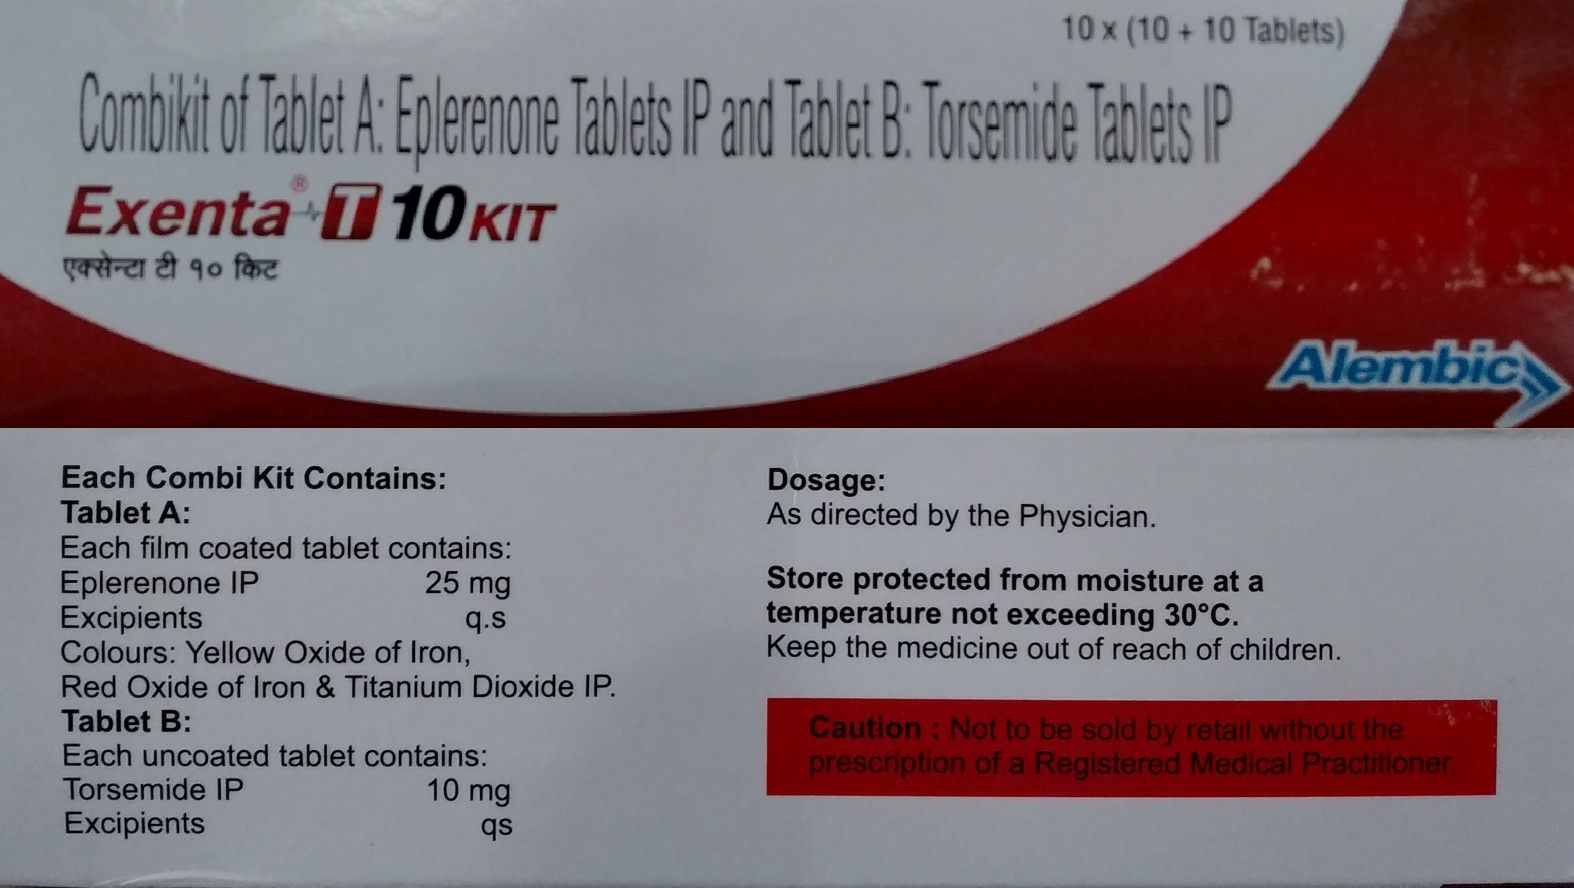 10 x (10 + 10 Tablets)
Combikit of Tablet A: Eplerenone Tablets IP and Tablet B: Torsemide Tablets IP
Exenta® T 10 KIT
एक्सेन्टा टी १० किट
Alembic
Each Combi Kit Contains:
Tablet A:
Each film coated tablet contains:
Eplerenone IP 25 mg
Excipients q.s
Colours: Yellow Oxide of Iron,
Red Oxide of Iron & Titanium Dioxide IP.
Tablet B:
Each uncoated tablet contains:
Torsemide IP 10 mg
Excipients qs
Dosage:
As directed by the Physician.
Store protected from moisture at a
temperature not exceeding 30°C.
Keep the medicine out of reach of children.
Caution : Not to be sold by retail without the
prescription of a Registered Medical Practitioner.